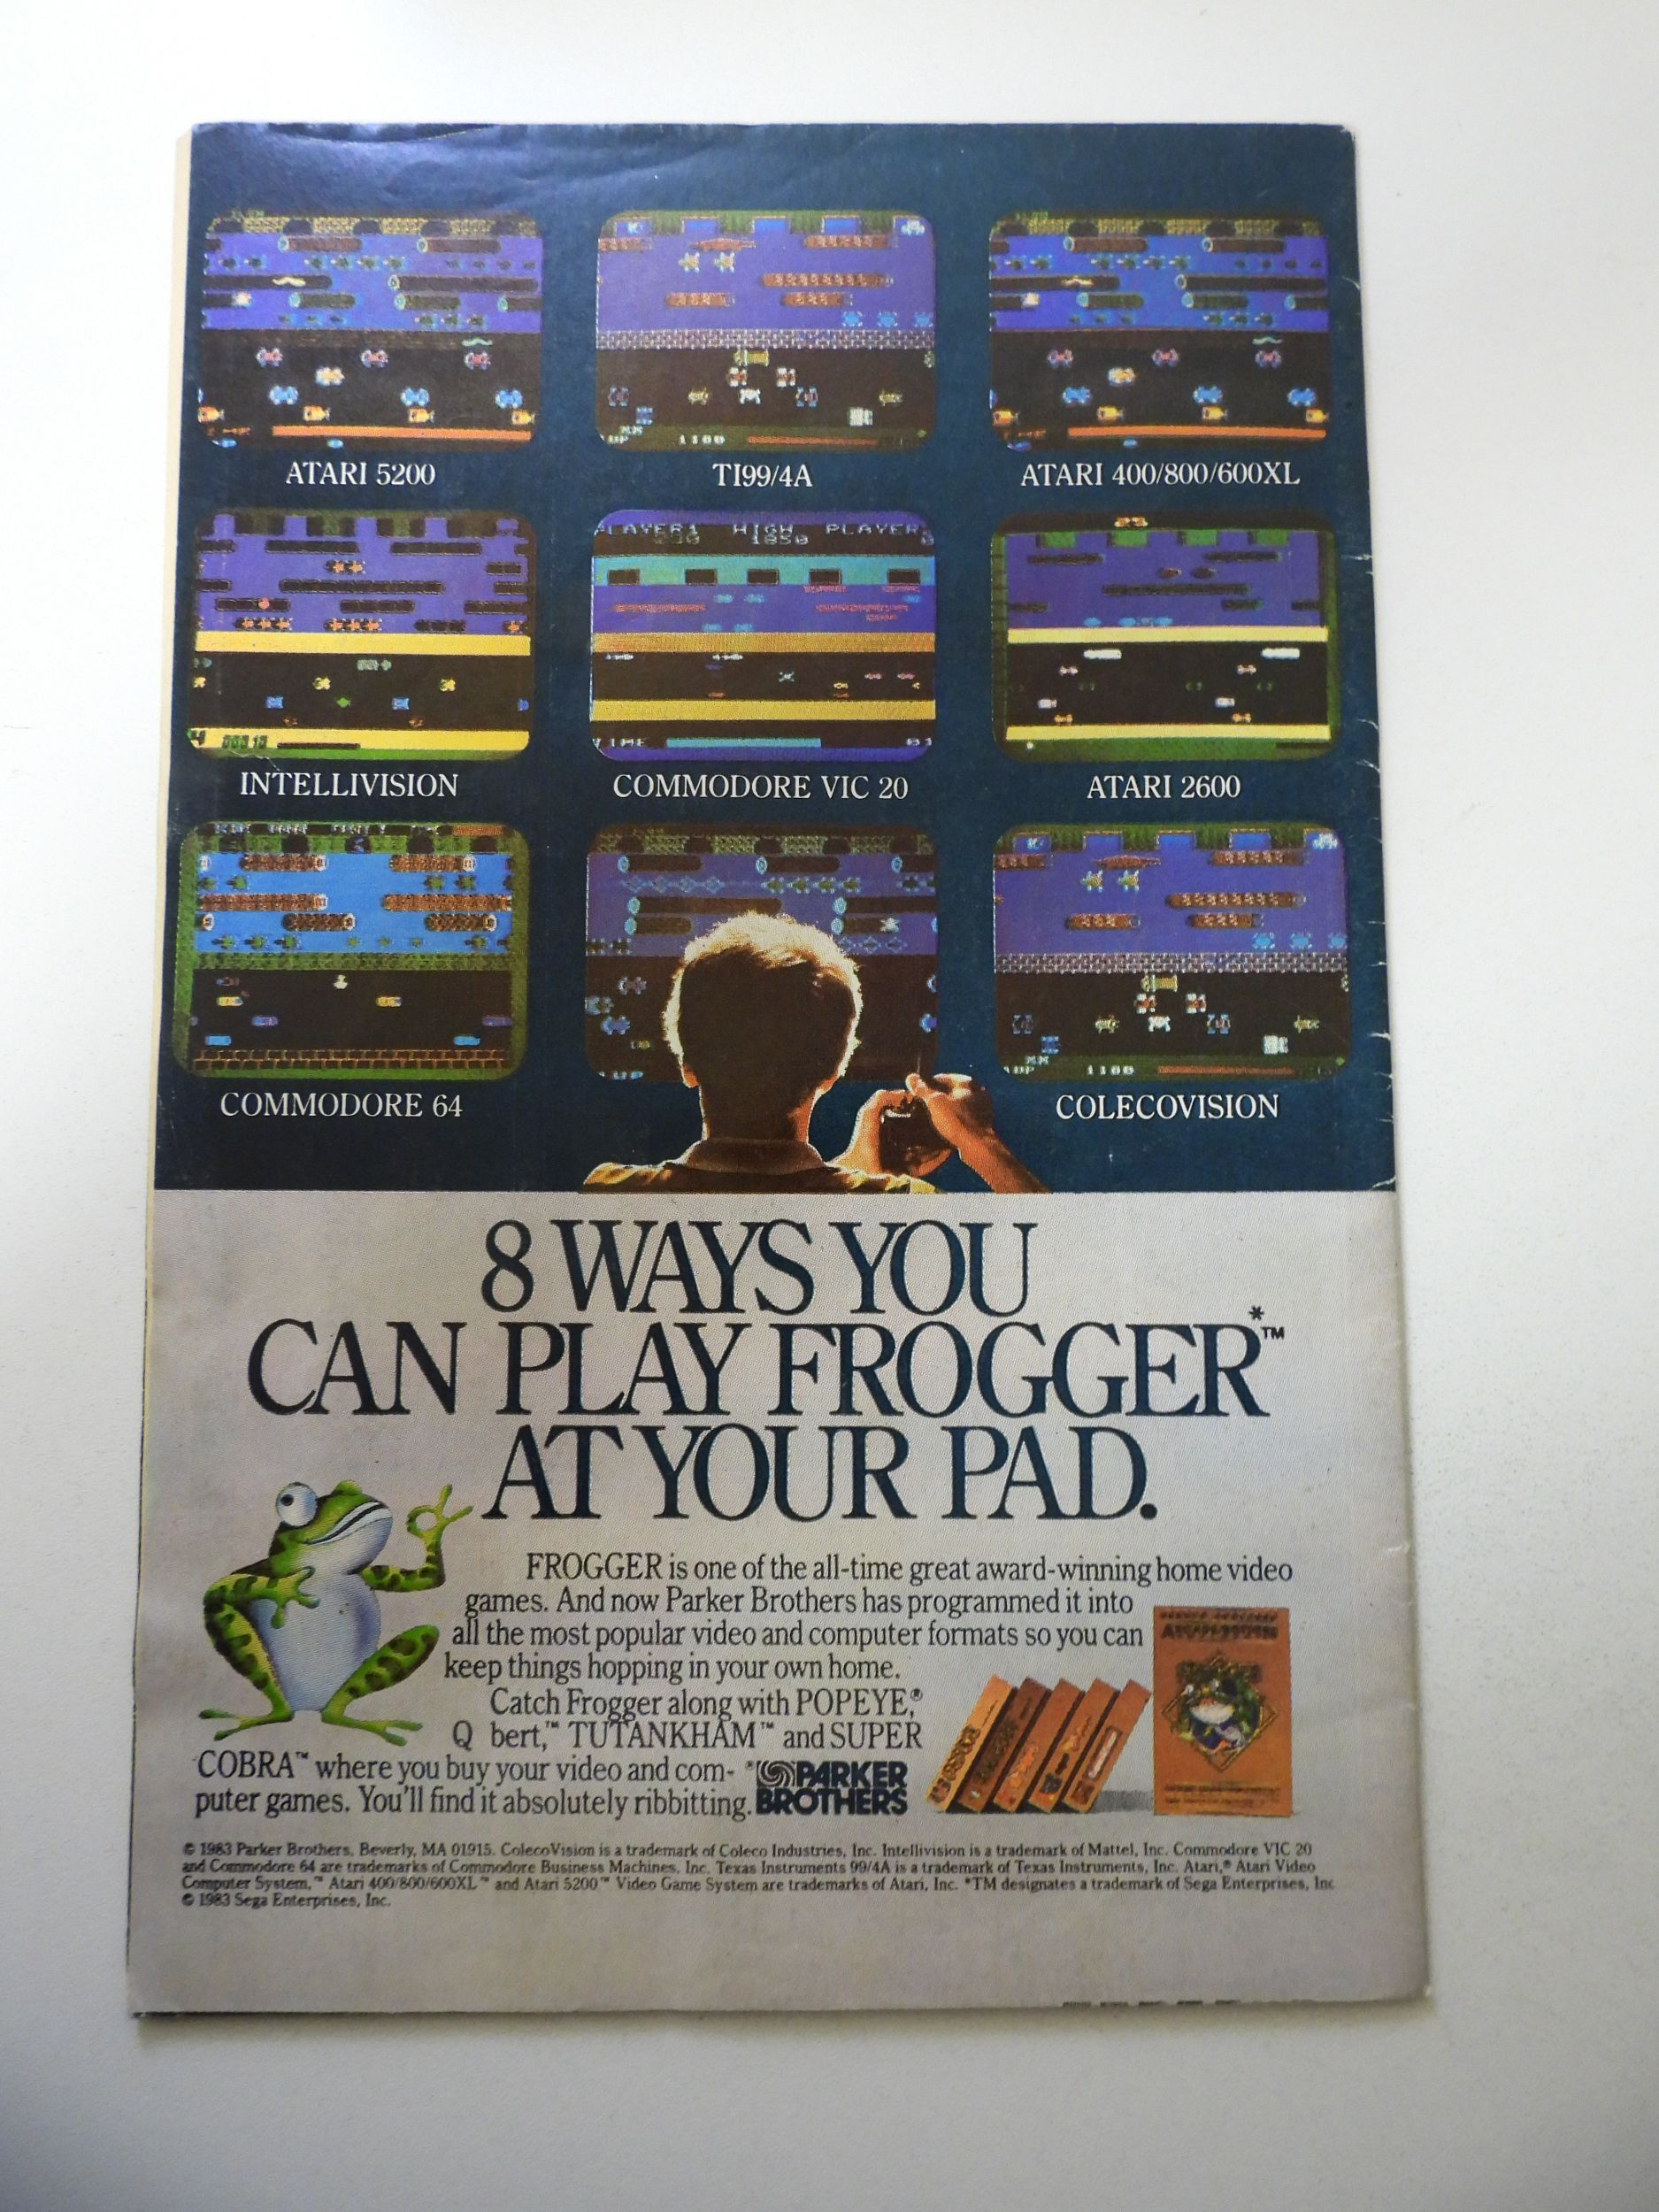 ATARI 5200
1100
TI99/4A
ATARI 400/800/600XL
INTELLIVISION
PLAYER1 HIGH PLAYER
1850
TIME
COMMODORE VIC 20
ATARI 2600
COMMODORE 64
1100
COLECOVISION
8 WAYS YOU
CAN PLAY FROGGER*™
AT YOUR PAD.
FROGGER is one of the all-time great award-winning home video
games. And now Parker Brothers has programmed it into
all the most popular video and computer formats so you can
keep things hopping in your own home.
Catch Frogger along with POPEYE,®
Q bert,™ TUTANKHAM™ and SUPER
COBRA™ where you buy your video and com-
puter games. You'll find it absolutely ribbitting.
PARKER
BROTHERS
© 1983 Parker Brothers, Beverly, MA 01915. ColecoVision is a trademark of Coleco Industries, Inc. Intellivision is a trademark of Mattel, Inc. Commodore VIC 20
and Commodore 64 are trademarks of Commodore Business Machines, Inc. Texas Instruments 99/4A is a trademark of Texas Instruments, Inc. Atari,® Atari Video
Computer System,™ Atari 400/800/600XL™ and Atari 5200™ Video Game System are trademarks of Atari, Inc. *TM designates a trademark of Sega Enterprises, Inc
© 1983 Sega Enterprises, Inc.